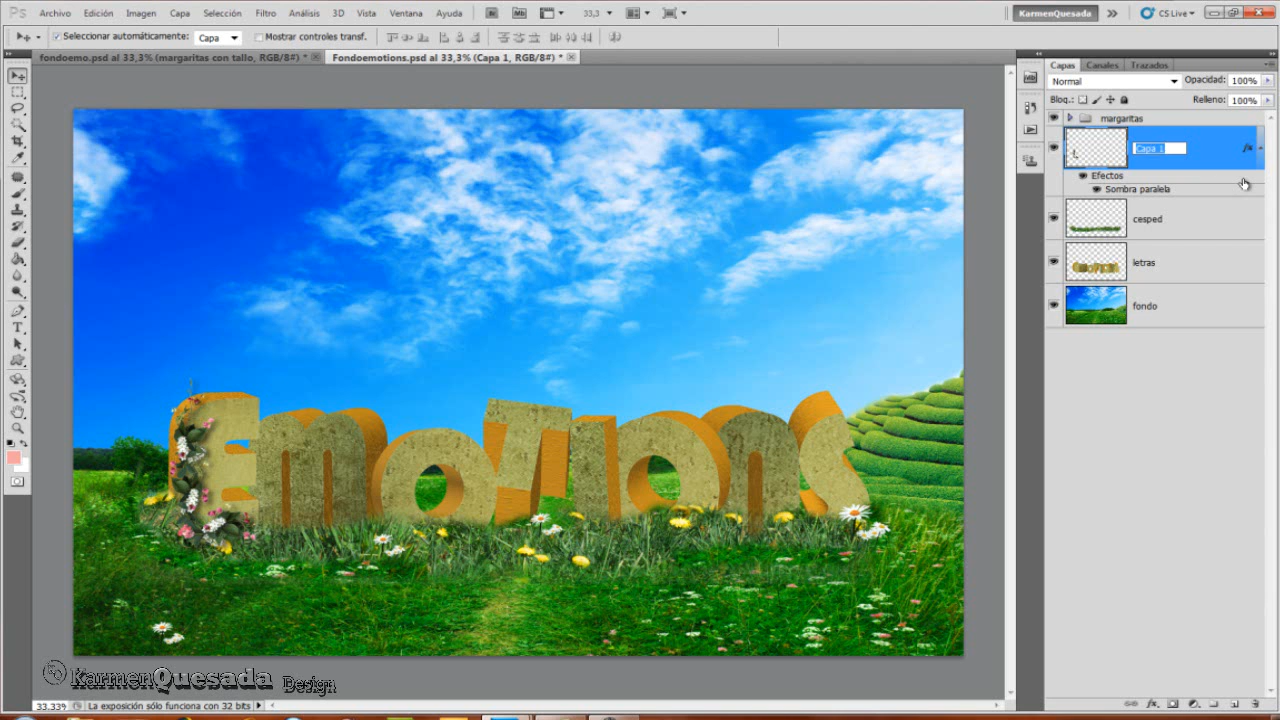 Ps Archivo Edición Imagen Capa Selección Filtro Análisis 3D Vista Ventana Ayuda Br Mb 33,3 KarmenQuesada CS Live
Seleccionar automáticamente: Capa Mostrar controles transf.
fondoemo.psd al 33,3% (margaritas con tallo, RGB/8#) * Fondoemotions.psd al 33,3% (Capa 1, RGB/8#) *
Capas Canales Trazados
Normal Opacidad: 100%
Bloq.: Relleno: 100%
margaritas
Capa 1 fx
Efectos
Sombra paralela
cesped
letras
fondo
Emotions
© KarmenQuesada Design
33.33% La exposición sólo funciona con 32 bits